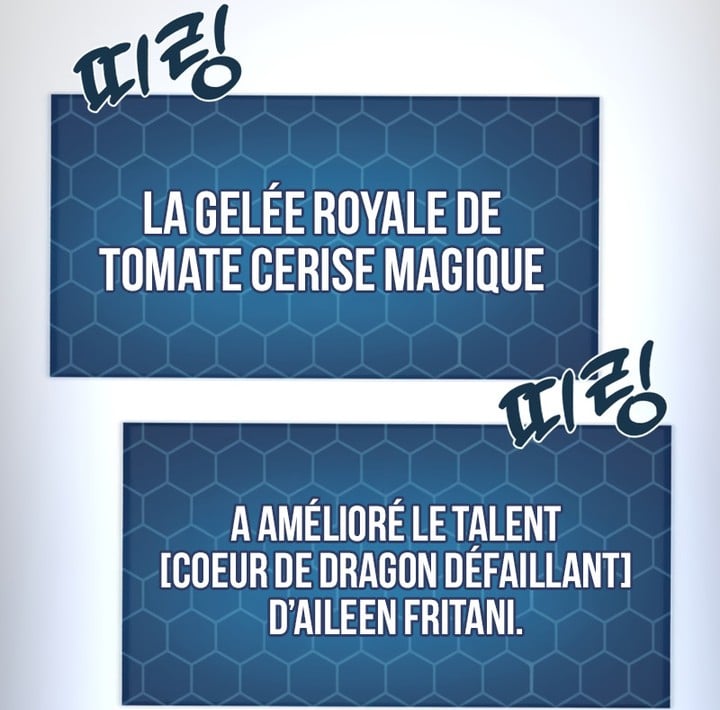 띠링
LA GELÉE ROYALE DE
TOMATE CERISE MAGIQUE
띠링
A AMÉLIORÉ LE TALENT
[COEUR DE DRAGON DÉFAILLANT]
D'AILEEN FRITANI.